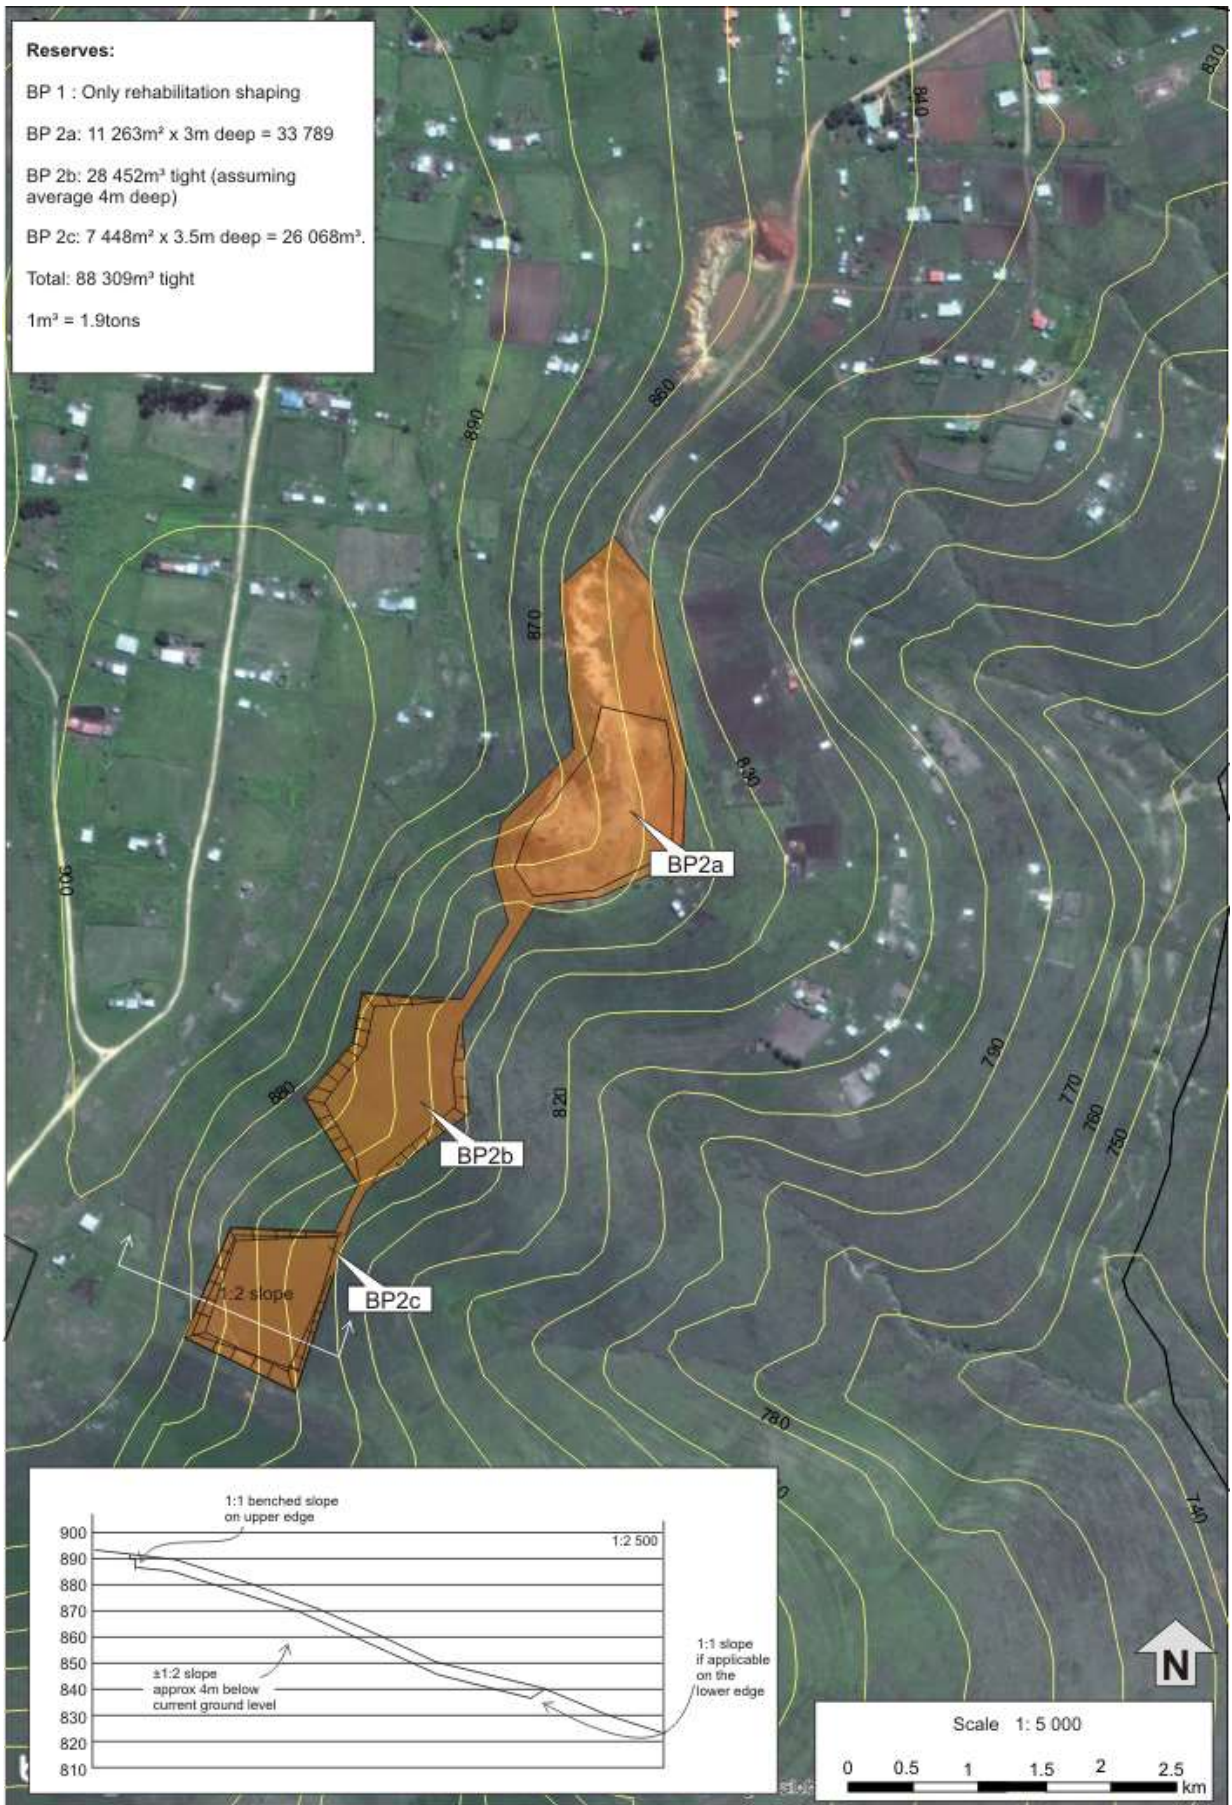 Reserves:
BP 1 : Only rehabilitation shaping
BP 2a: 11 263m² x 3m deep = 33 789
BP 2b: 28 452m³ tight (assuming
average 4m deep)
BP 2c: 7 448m² x 3.5m deep = 26 068m³.
Total: 88 309m³ tight
1m³ = 1.9tons
830
840
860
890
870
830
BP2a
900
880
820
790
770
760
750
BP2b
1:2 slope
BP2c
780
740
1:1 benched slope
on upper edge
1:2 500
900
890
880
870
860
850
840
830
820
810
±1:2 slope
approx 4m below
current ground level
1:1 slope
if applicable
on the
lower edge
N
Scale 1: 5 000
0 0.5 1 1.5 2 2.5
km